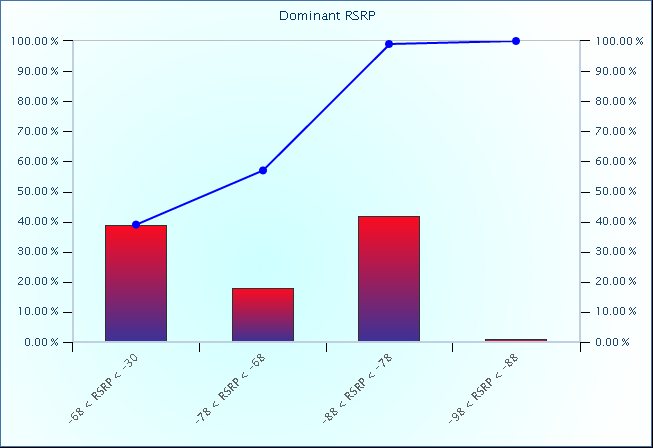 Dominant RSRP
100.00 % 100.00 %
90.00 % 90.00 %
80.00 % 80.00 %
70.00 % 70.00 %
60.00 % 60.00 %
50.00 % 50.00 %
40.00 % 40.00 %
30.00 % 30.00 %
20.00 % 20.00 %
10.00 % 10.00 %
0.00 % 0.00 %
-68 < RSRP < -30
-78 < RSRP < -68
-88 < RSRP < -78
-98 < RSRP < -88